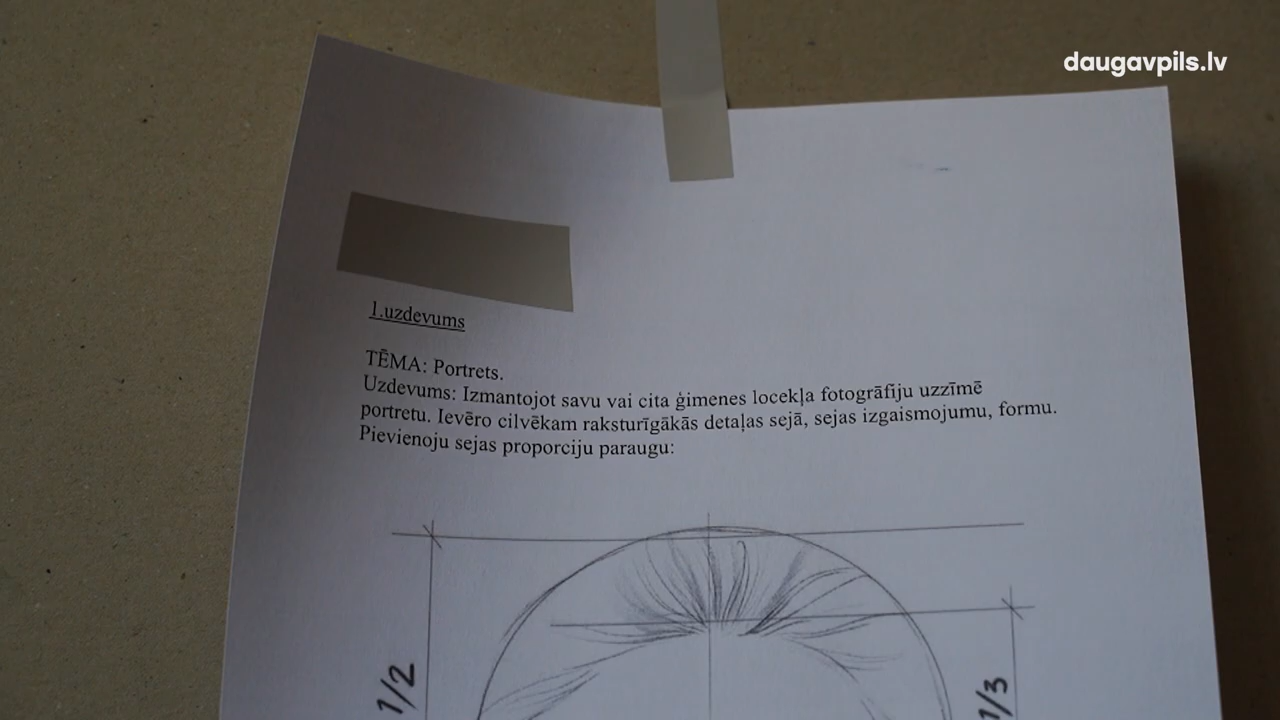 daugavpils.lv
1.uzdevums
TĒMA: Portrets.
Uzdevums: Izmantojot savu vai cita ģimenes locekļa fotogrāfiju uzzīmē
portretu. Ievēro cilvēkam raksturīgākās detaļas sejā, sejas izgaismojumu, formu.
Pievienoju sejas proporciju paraugu:
1/2
1/3